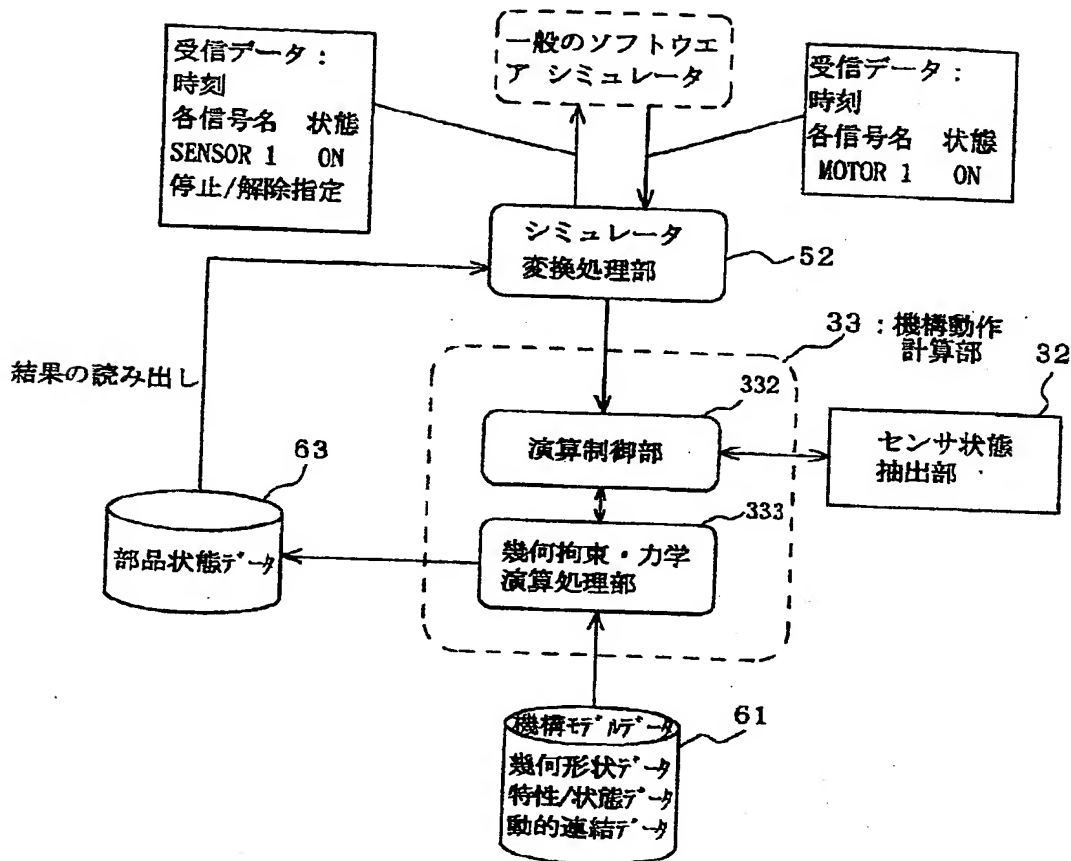 受信データ：
時刻
各信号名 状態
SENSOR 1 ON
停止/解除指定
一般のソフトウエ
ア シミュレータ
受信データ：
時刻
各信号名 状態
MOTOR 1 ON
シミュレータ
変換処理部
52
33：機構動作
計算部
32
結果の読み出し
332
演算制御部
センサ状態
抽出部
63
333
部品状態データ
幾何拘束・力学
演算処理部
61
機構モデルデータ
幾何形状データ
特性/状態データ
動的連結データ